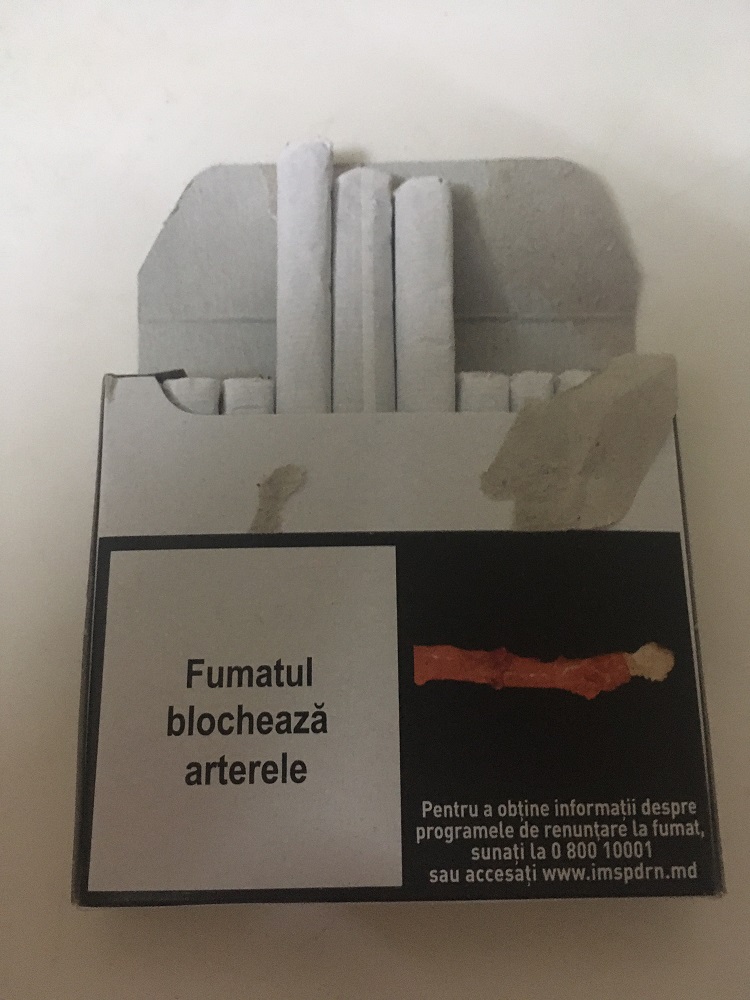 Fumatul
blochează
arterele
Pentru a obține informații despre
programele de renunțare la fumat,
sunați la 0 800 10001
sau accesați www.imspdrn.md